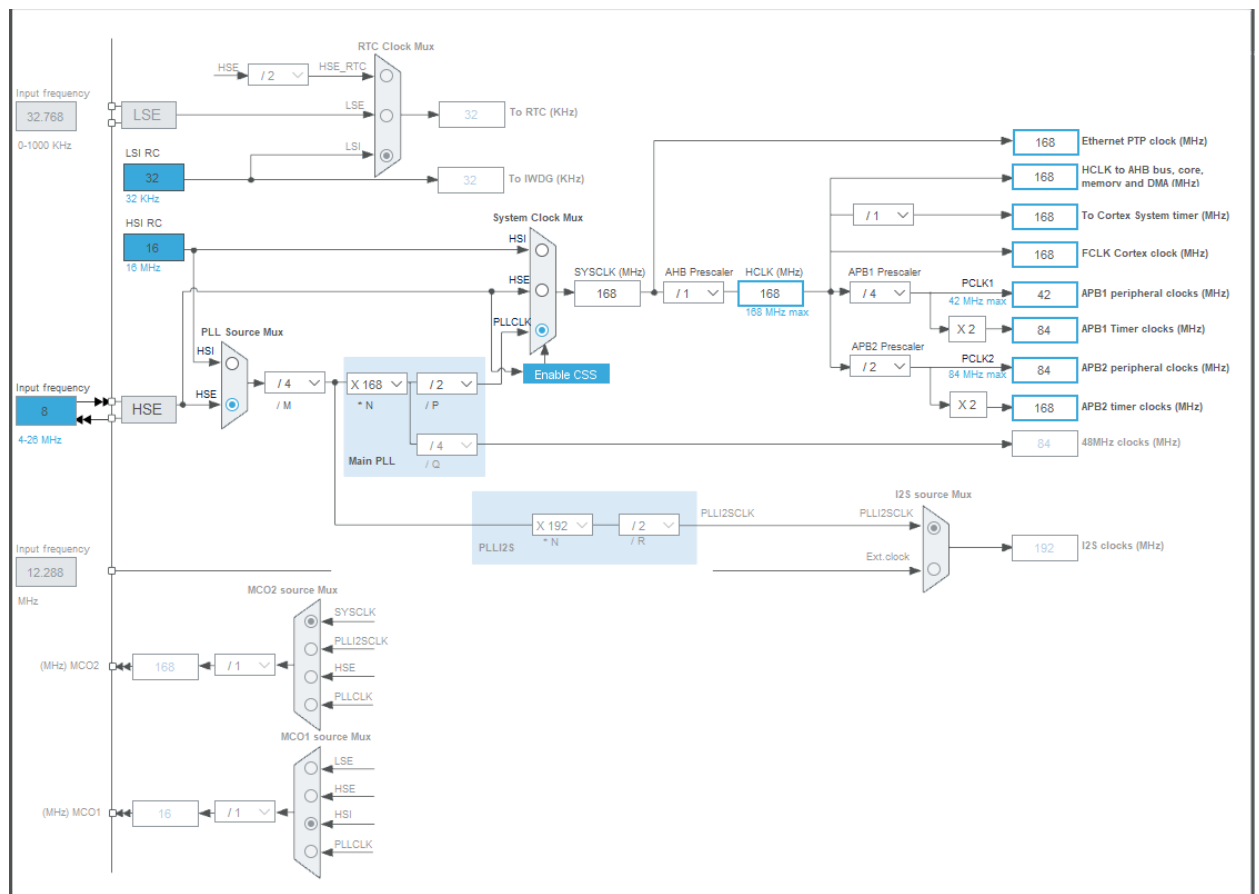 RTC Clock Mux
HSE
/ 2
HSE_RTC
Input frequency
32.768
0-1000 KHz
LSE
LSE
32
To RTC (KHz)
LSI RC
32
32 KHz
LSI
32
To IWDG (KHz)
168
Ethernet PTP clock (MHz)
168
HCLK to AHB bus, core,
memory and DMA (MHz)
/ 1
168
To Cortex System timer (MHz)
168
FCLK Cortex clock (MHz)
HSI RC
16
16 MHz
System Clock Mux
HSI
HSE
PLLCLK
SYSCLK (MHz)
168
AHB Prescaler
/ 1
HCLK (MHz)
168
168 MHz max
APB1 Prescaler
/ 4
PCLK1
42 MHz max
42
APB1 peripheral clocks (MHz)
X 2
84
APB1 Timer clocks (MHz)
APB2 Prescaler
/ 2
PCLK2
84 MHz max
84
APB2 peripheral clocks (MHz)
X 2
168
APB2 timer clocks (MHz)
Enable CSS
PLL Source Mux
HSI
HSE
Input frequency
8
4-26 MHz
HSE
/ 4
/ M
X 168
* N
/ 2
/ P
/ 4
/ Q
Main PLL
84
48MHz clocks (MHz)
X 192
* N
/ 2
/ R
PLLI2S
PLLI2SCLK
I2S source Mux
PLLI2SCLK
Ext.clock
192
I2S clocks (MHz)
Input frequency
12.288
MHz
MCO2 source Mux
SYSCLK
PLLI2SCLK
HSE
PLLCLK
(MHz) MCO2
168
/ 1
MCO1 source Mux
LSE
HSE
HSI
PLLCLK
(MHz) MCO1
16
/ 1